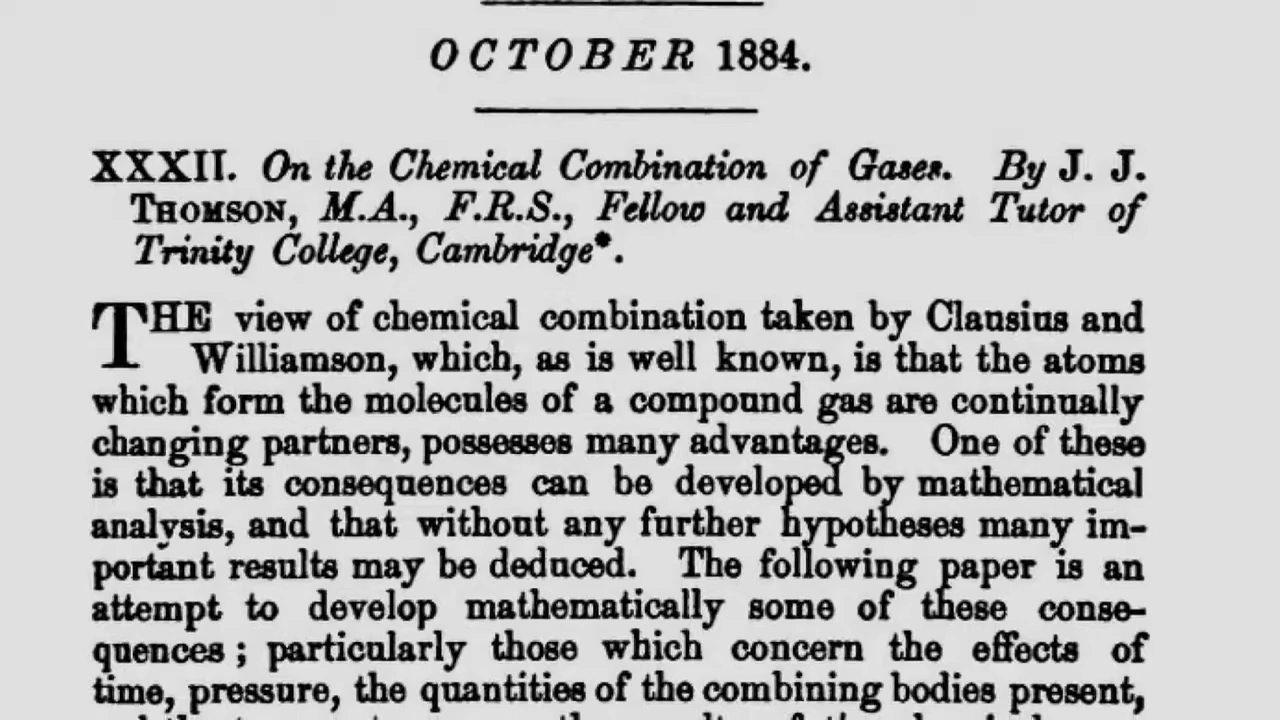 OCTOBER 1884.
XXXII. On the Chemical Combination of Gases. By J. J.
THOMSON, M.A., F.R.S., Fellow and Assistant Tutor of
Trinity College, Cambridge*.
THE view of chemical combination taken by Clausius and
Williamson, which, as is well known, is that the atoms
which form the molecules of a compound gas are continually
changing partners, possesses many advantages. One of these
is that its consequences can be developed by mathematical
analysis, and that without any further hypotheses many im-
portant results may be deduced. The following paper is an
attempt to develop mathematically some of these conse-
quences; particularly those which concern the effects of
time, pressure, the quantities of the combining bodies present,